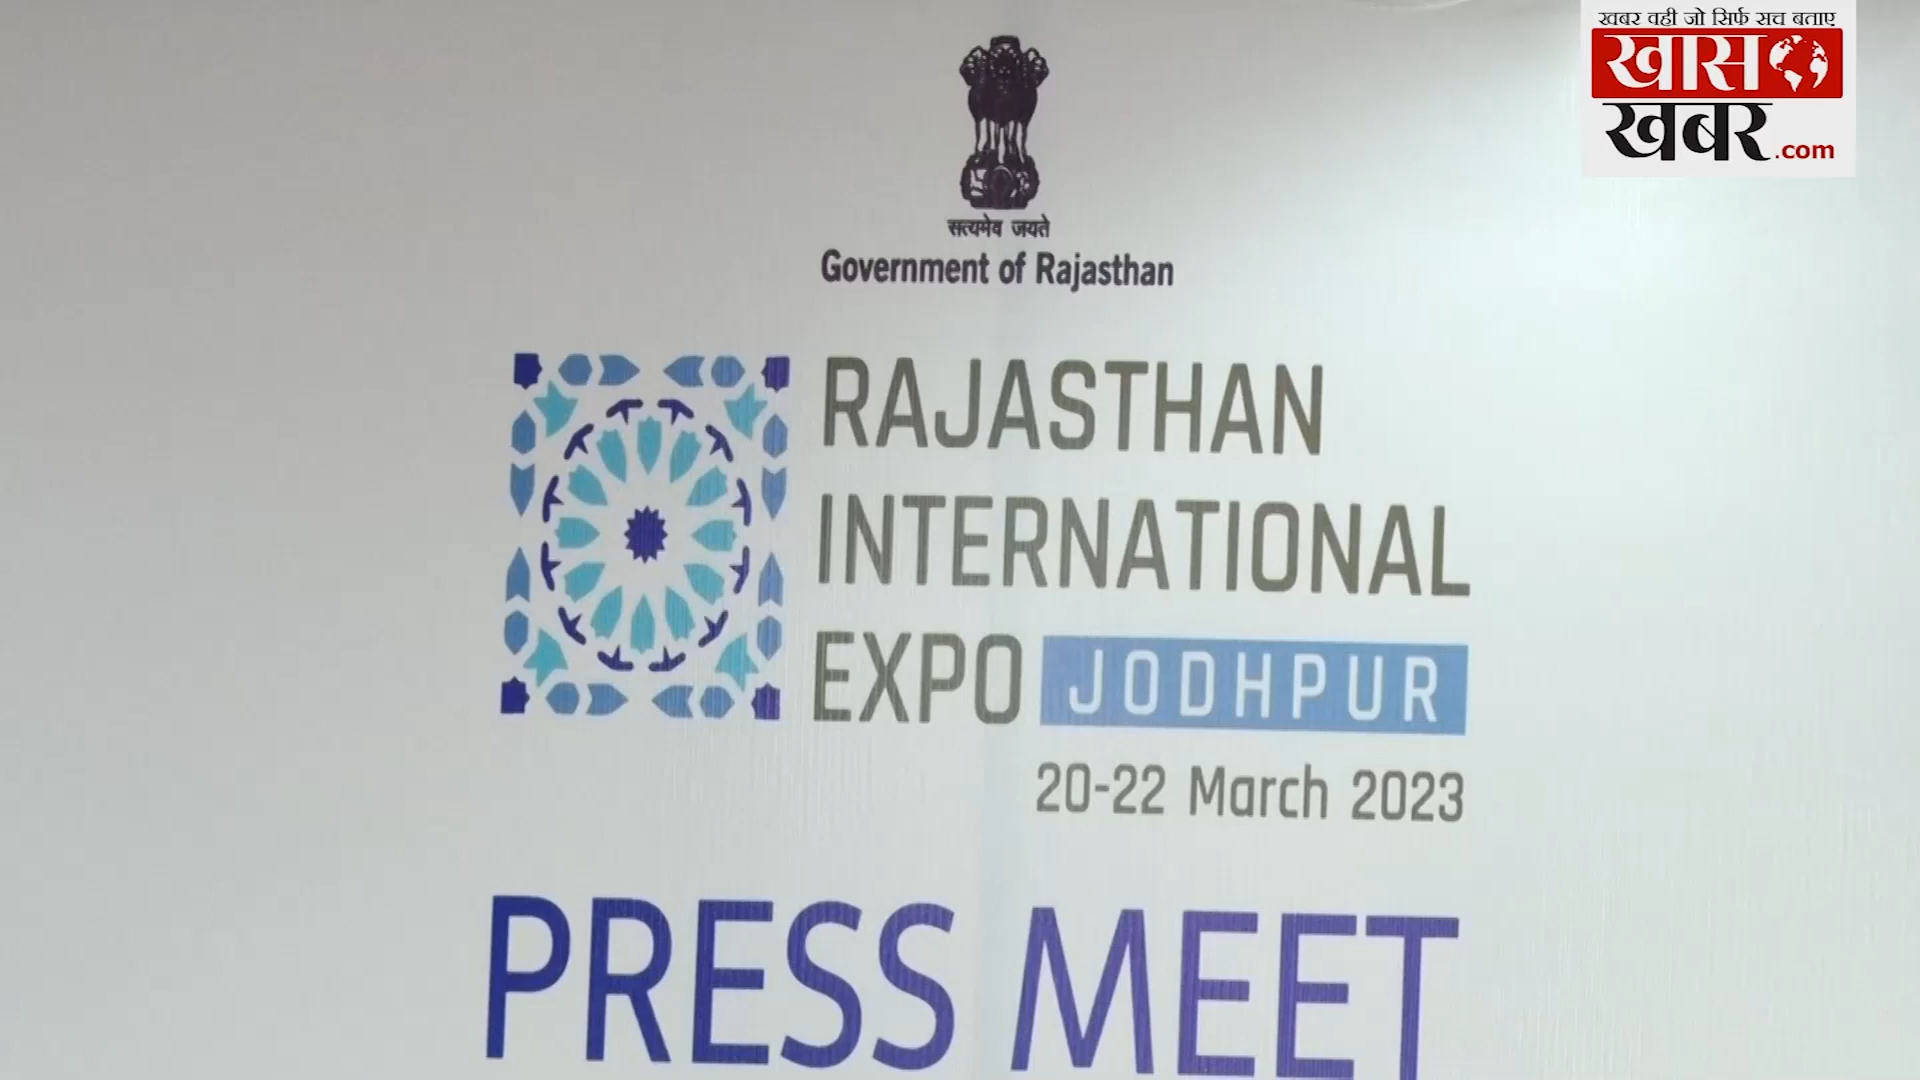 खबर वही जो सिर्फ सच बताए
खास
खबर.com
सत्यमेव जयते
Government of Rajasthan
RAJASTHAN
INTERNATIONAL
EXPO JODHPUR
20-22 March 2023
PRESS MEET